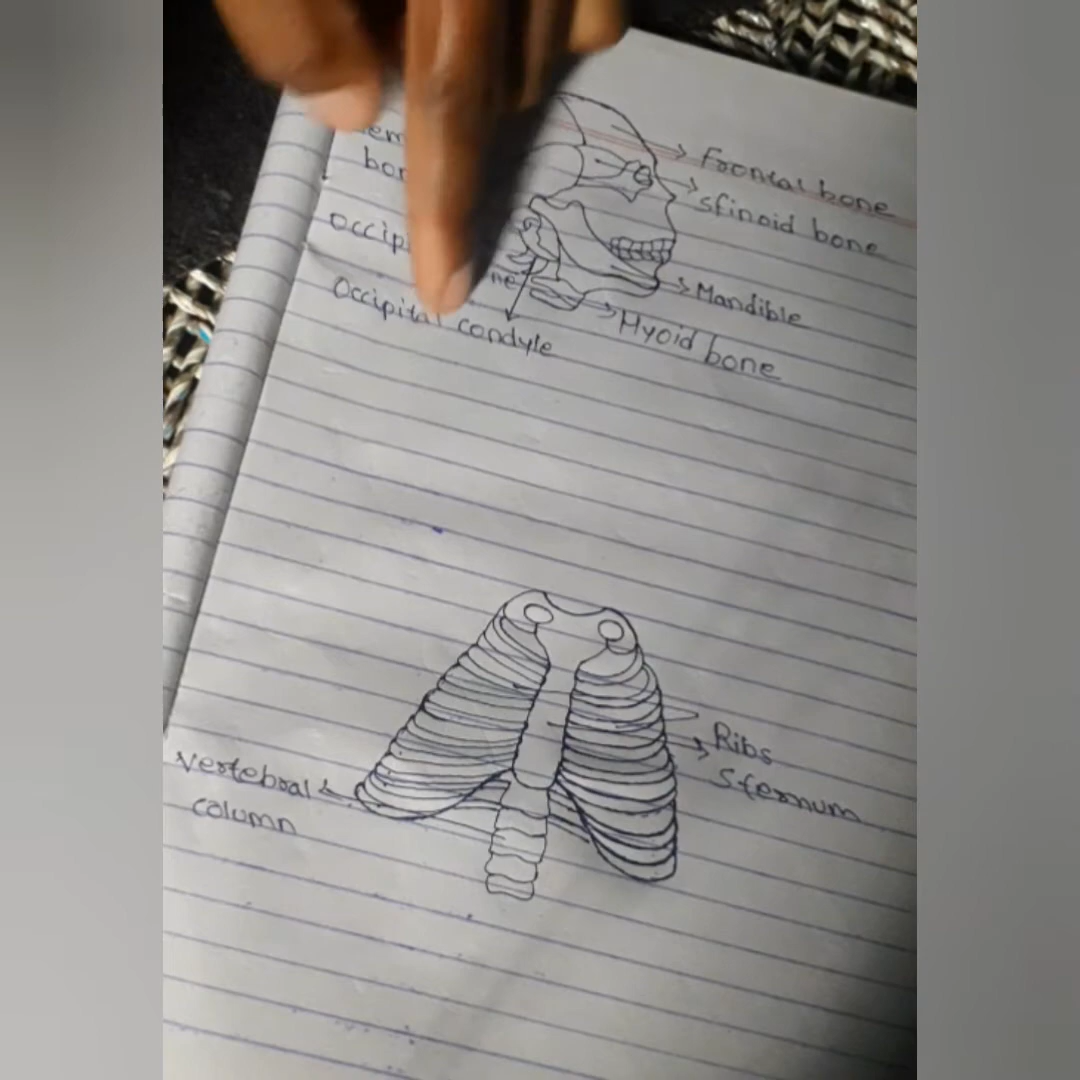 Frontal bone
sfinoid bone
Mandible
Hyoid bone
Occipital condyle
Ribs
Sternum
vertebral
column